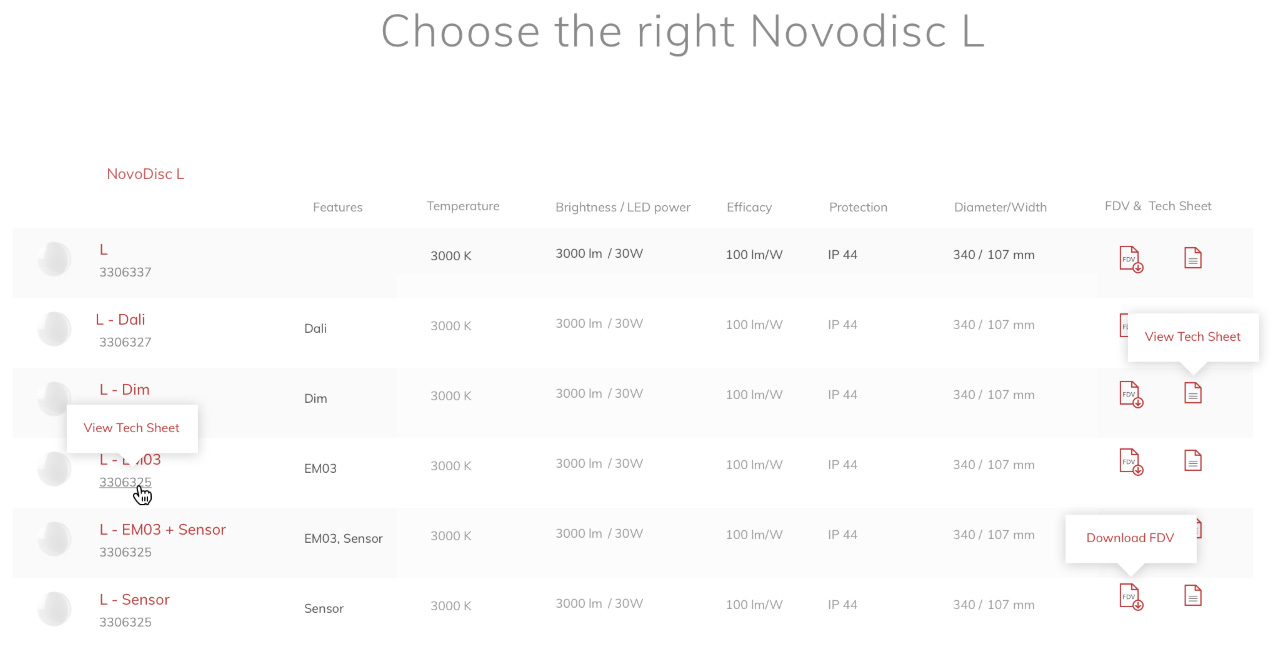 Choose the right Novodisc L
NovoDisc L
Features Temperature Brightness / LED power Efficacy Protection Diameter/Width FDV & Tech Sheet
L
3306337
3000 K 3000 lm / 30W 100 lm/W IP 44 340 / 107 mm FDV
L - Dali
3306327
Dali 3000 K 3000 lm / 30W 100 lm/W IP 44 340 / 107 mm
View Tech Sheet
L - Dim
Dim 3000 K 3000 lm / 30W 100 lm/W IP 44 340 / 107 mm FDV
View Tech Sheet
L - EM03
3306325
EM03 3000 K 3000 lm / 30W 100 lm/W IP 44 340 / 107 mm FDV
L - EM03 + Sensor
3306325
EM03, Sensor 3000 K 3000 lm / 30W 100 lm/W IP 44 340 / 107 mm
Download FDV
L - Sensor
3306325
Sensor 3000 K 3000 lm / 30W 100 lm/W IP 44 340 / 107 mm FDV